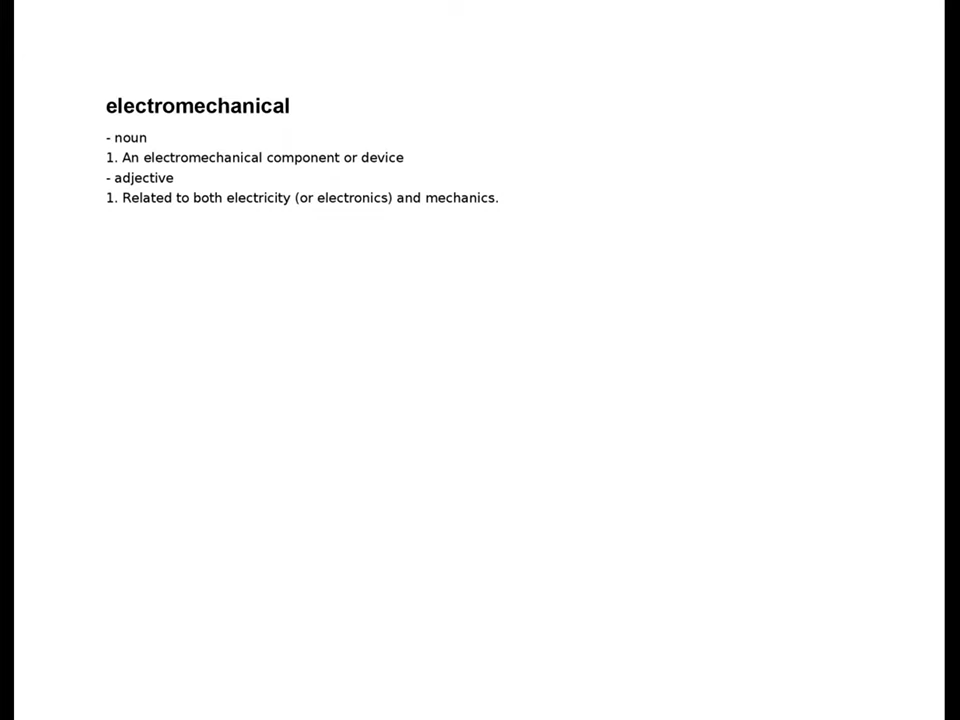 electromechanical
- noun
1. An electromechanical component or device
- adjective
1. Related to both electricity (or electronics) and mechanics.